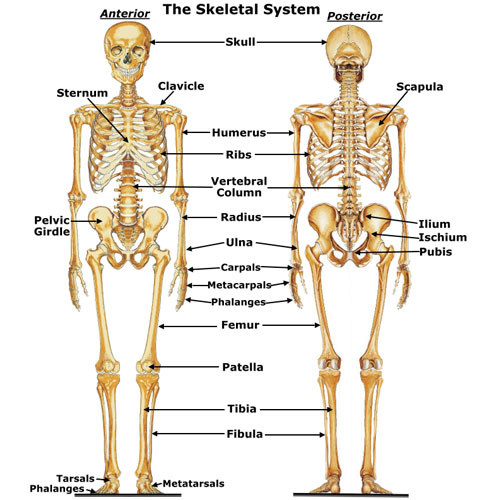 The Skeletal System
Anterior
Posterior
Skull
Clavicle
Sternum
Scapula
Humerus
Ribs
Vertebral
Column
Pelvic
Girdle
Radius
Ilium
Ulna
Ischium
Pubis
Carpals
Metacarpals
Phalanges
Femur
Patella
Tibia
Fibula
Tarsals
Phalanges
Metatarsals